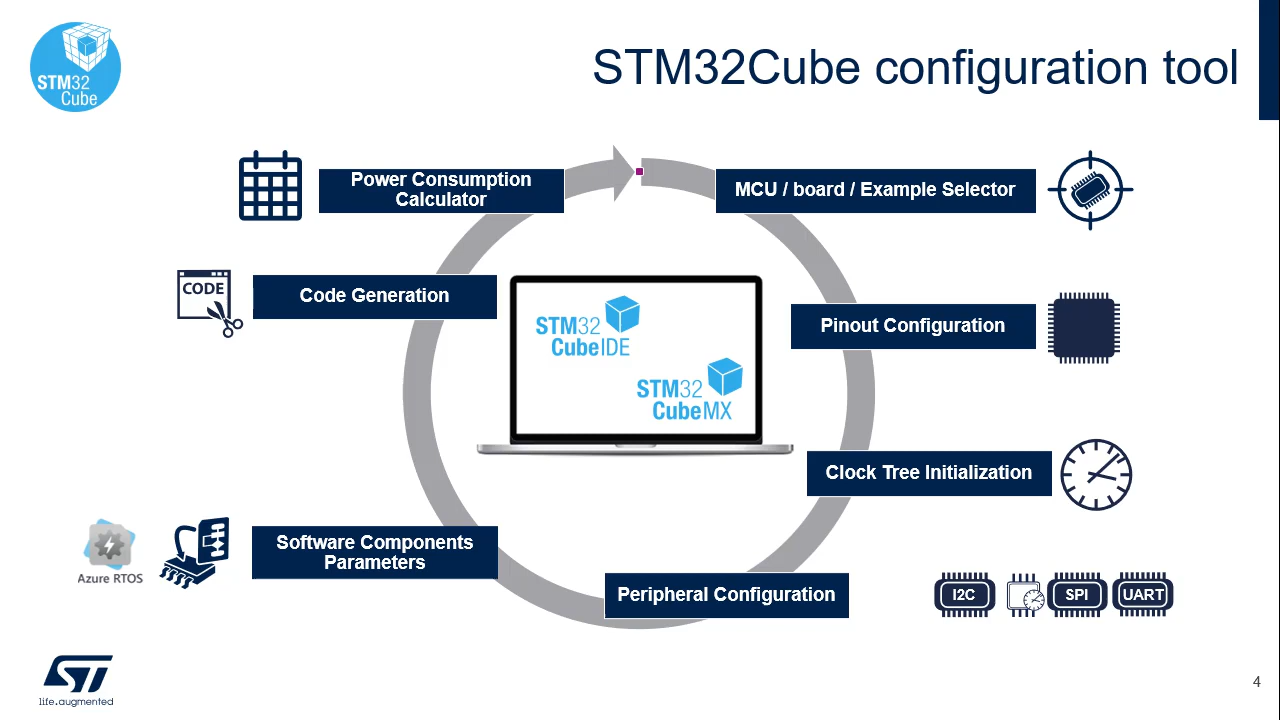 STM32
Cube
STM32Cube configuration tool
Power Consumption
Calculator
MCU / board / Example Selector
CODE
Code Generation
STM32
CubeIDE
STM32
CubeMX
Pinout Configuration
Clock Tree Initialization
Software Components
Parameters
Azure RTOS
Peripheral Configuration
I2C
SPI
UART
ST
life.augmented
4